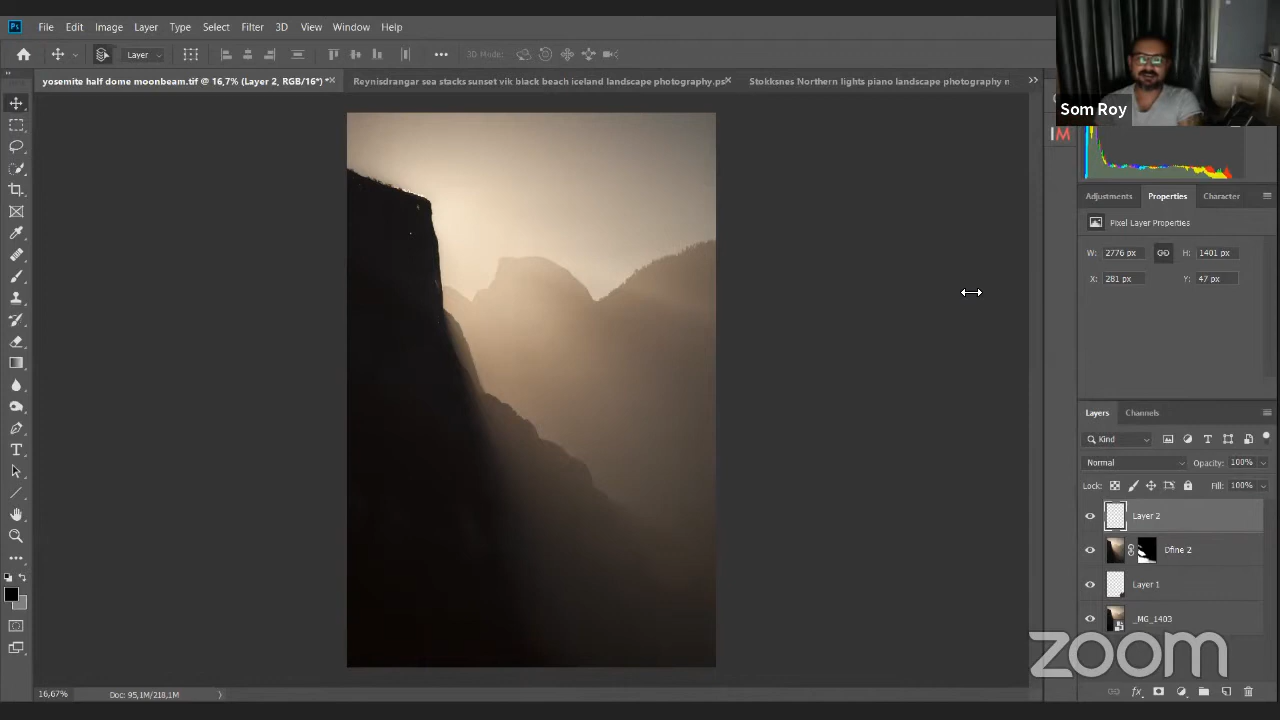 Ps File Edit Image Layer Type Select Filter 3D View Window Help
Layer 3D Mode:
yosemite half dome moonbeam.tif @ 16,7% (Layer 2, RGB/16*) * Reynisdrangar sea stacks sunset vik black beach iceland landscape photography.ps Stokksnes Northern lights piano landscape photography n
Som Roy
Adjustments Properties Character
Pixel Layer Properties
W: 2776 px H: 1401 px
X: 281 px Y: 47 px
Layers Channels
Kind
Normal Opacity: 100%
Lock: Fill: 100%
Layer 2
Dfine 2
Layer 1
_MG_1403
zoom
16,67% Doc: 95,1M/218,1M